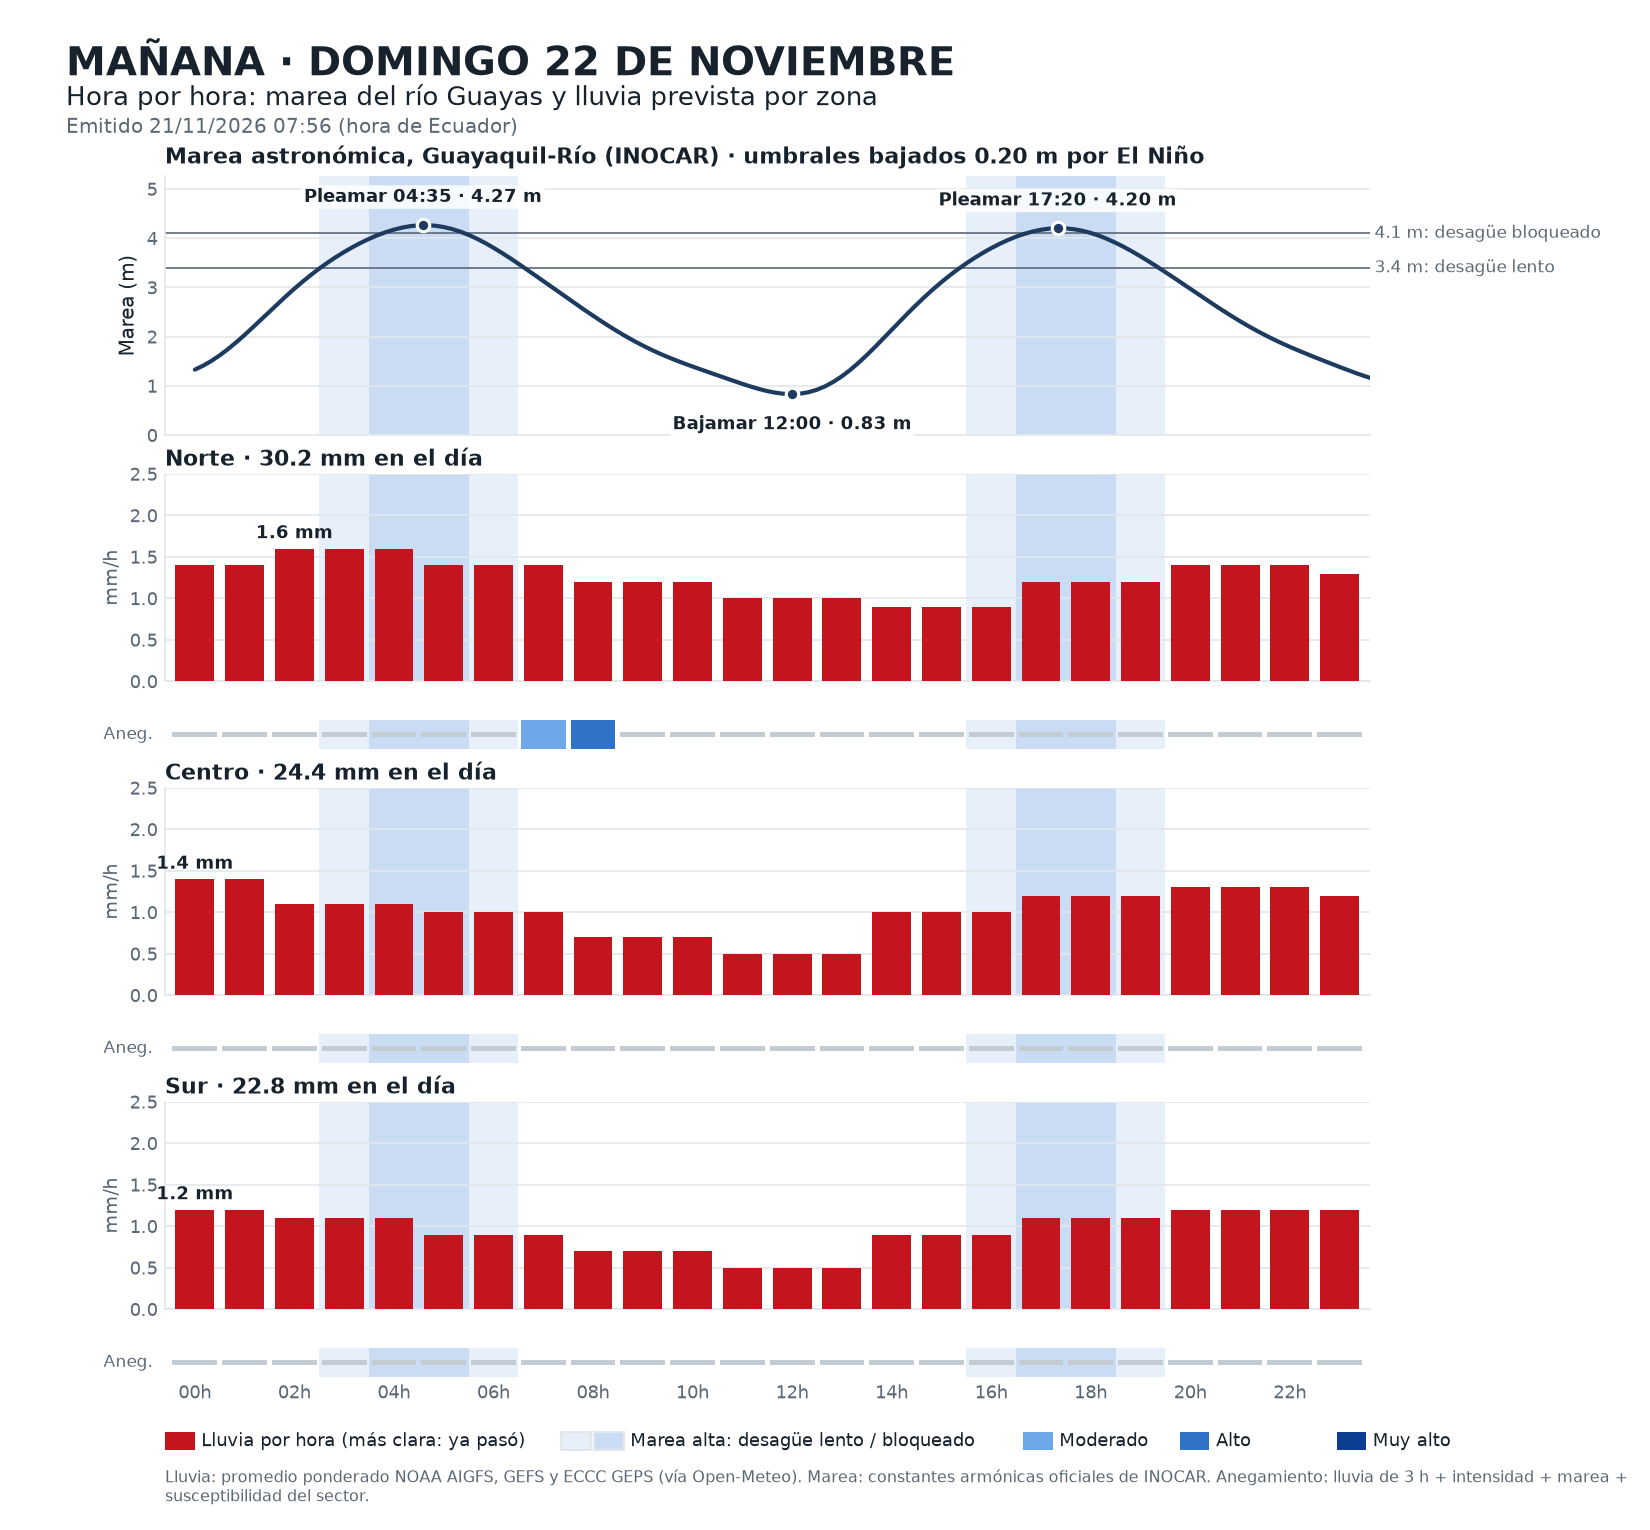 MAÑANA · DOMINGO 22 DE NOVIEMBRE
Hora por hora: marea del río Guayas y lluvia prevista por zona
Emitido 21/11/2026 07:56 (hora de Ecuador)
Marea astronómica, Guayaquil-Río (INOCAR) · umbrales bajados 0.20 m por El Niño
Marea (m)
5
4
3
2
1
0
Pleamar 04:35 · 4.27 m
Pleamar 17:20 · 4.20 m
4.1 m: desagüe bloqueado
3.4 m: desagüe lento
Bajamar 12:00 · 0.83 m
Norte · 30.2 mm en el día
mm/h
2.5
2.0
1.5
1.0
0.5
0.0
1.6 mm
Aneg.
Centro · 24.4 mm en el día
mm/h
2.5
2.0
1.5
1.0
0.5
0.0
1.4 mm
Aneg.
Sur · 22.8 mm en el día
mm/h
2.5
2.0
1.5
1.0
0.5
0.0
1.2 mm
Aneg.
00h 02h 04h 06h 08h 10h 12h 14h 16h 18h 20h 22h
Lluvia por hora (más clara: ya pasó) Marea alta: desagüe lento / bloqueado Moderado Alto Muy alto
Lluvia: promedio ponderado NOAA AIGFS, GEFS y ECCC GEPS (vía Open-Meteo). Marea: constantes armónicas oficiales de INOCAR. Anegamiento: lluvia de 3 h + intensidad + marea +
susceptibilidad del sector.